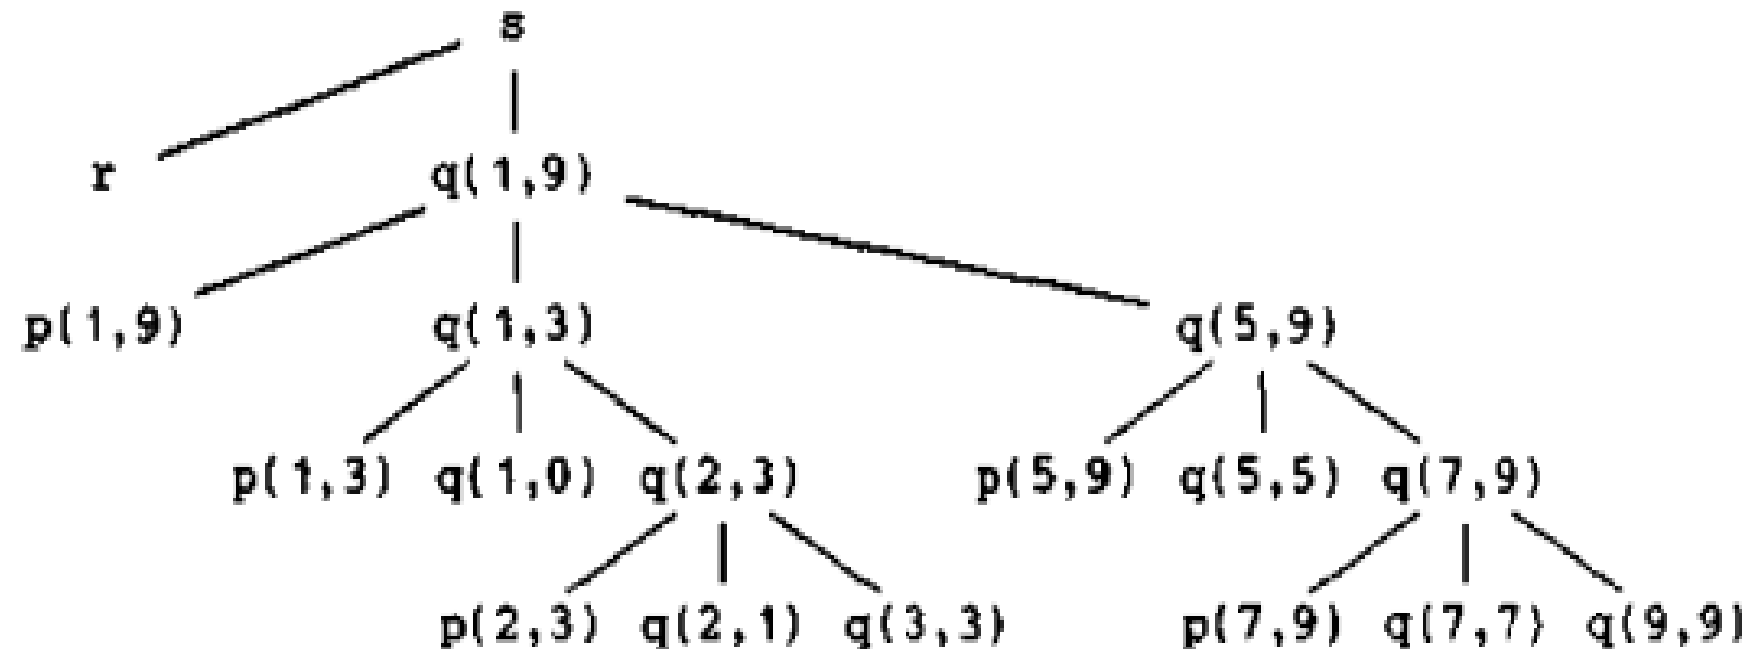 s
r q(1,9)
p(1,9) q(1,3) q(5,9)
p(1,3) q(1,0) q(2,3) p(5,9) q(5,5) q(7,9)
p(2,3) q(2,1) q(3,3) p(7,9) q(7,7) q(9,9)